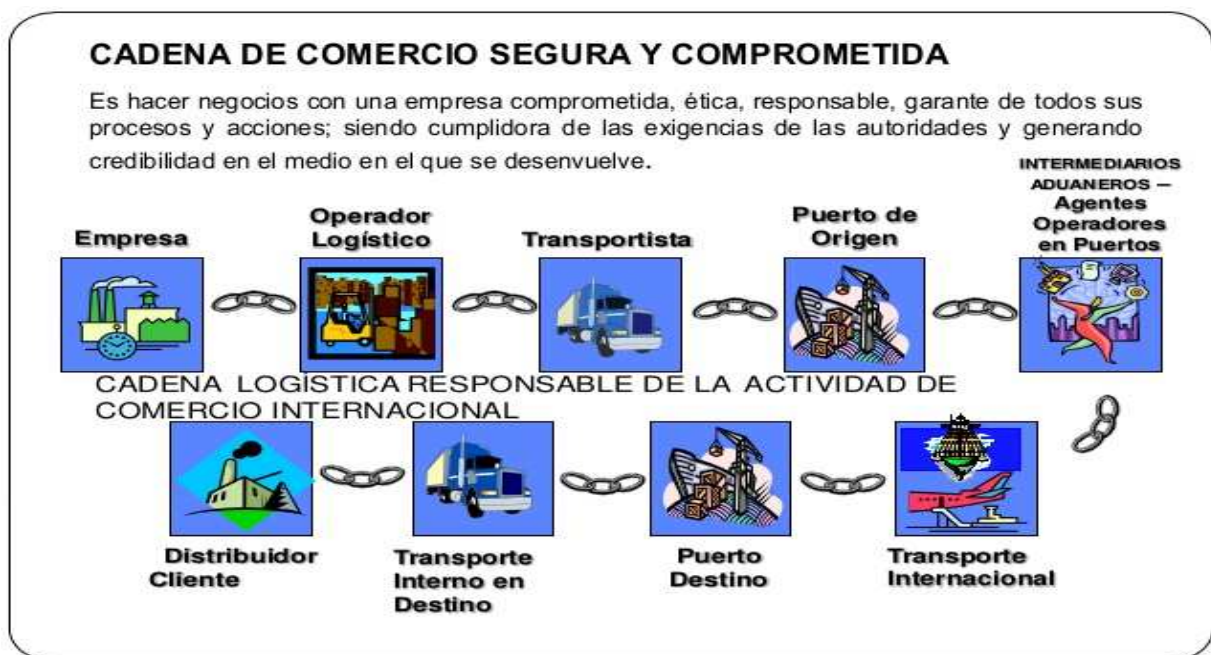 CADENA DE COMERCIO SEGURA Y COMPROMETIDA
Es hacer negocios con una empresa comprometida, ética, responsable, garante de todos sus
procesos y acciones; siendo cumplidora de las exigencias de las autoridades y generando
credibilidad en el medio en el que se desenvuelve.
Empresa
Operador
Logístico
Transportista
Puerto de
Origen
INTERMEDIARIOS
ADUANEROS –
Agentes
Operadores
en Puertos
CADENA LOGÍSTICA RESPONSABLE DE LA ACTIVIDAD DE
COMERCIO INTERNACIONAL
Distribuidor
Cliente
Transporte
Interno en
Destino
Puerto
Destino
Transporte
Internacional